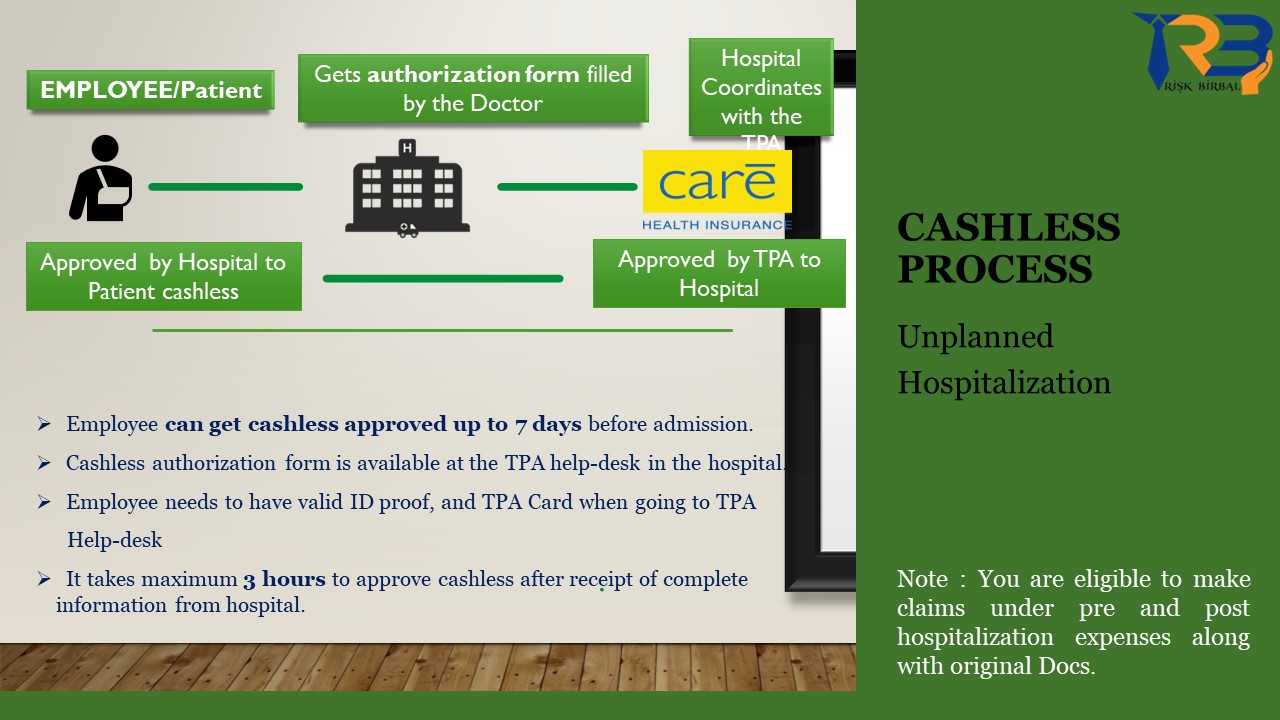 EMPLOYEE/Patient
Gets authorization form filled
by the Doctor
Hospital
Coordinates
with the
TPA
H
carē
HEALTH INSURANCE
Approved by Hospital to
Patient cashless
Approved by TPA to
Hospital
➢ Employee can get cashless approved up to 7 days before admission.
➢ Cashless authorization form is available at the TPA help-desk in the hospital.
➢ Employee needs to have valid ID proof, and TPA Card when going to TPA
Help-desk
➢ It takes maximum 3 hours to approve cashless after receipt of complete
information from hospital.
RB
RISK BIRBAL
CASHLESS
PROCESS
Unplanned
Hospitalization
Note : You are eligible to make
claims under pre and post
hospitalization expenses along
with original Docs.